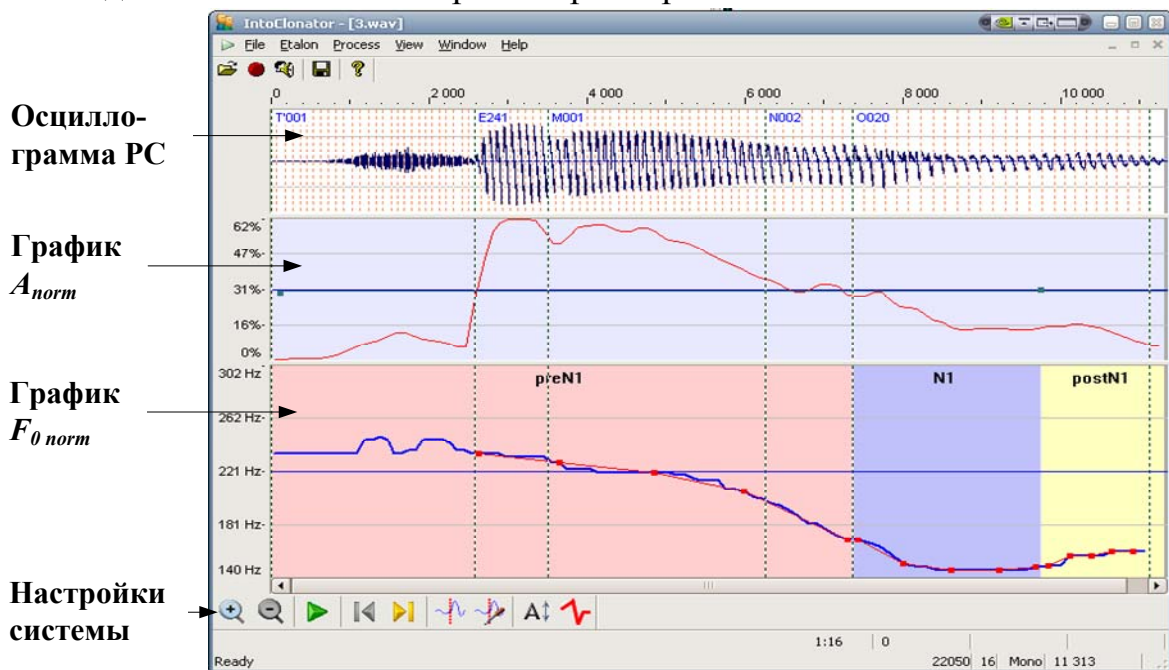 IntoClonator - [3.wav]
File Etalon Process View Window Help
0 2 000 4 000 6 000 8 000 10 000
T'001 E241 M001 N002 O020
Осцилло-
грамма РС
График
A norm
62%
47%
31%
16%
0%
График
F0 norm
302 Hz
262 Hz
221 Hz
181 Hz
140 Hz
preN1 N1 postN1
Настройки
системы
A
1:16 0
Ready 22050 16 Mono 11 313